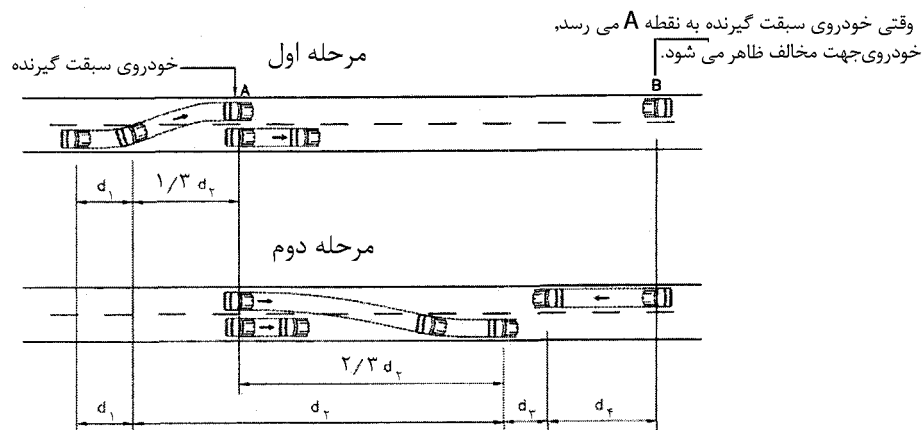 وقتی خودروی سبقت گیرنده به نقطه A می رسد,
خودروی جهت مخالف ظاهر می شود.
مرحله اول
خودروی سبقت گیرنده
A
B
d۱
۱/۳ d۲
مرحله دوم
۲/۳ d۲
d۱
d۲
d۳
d۴